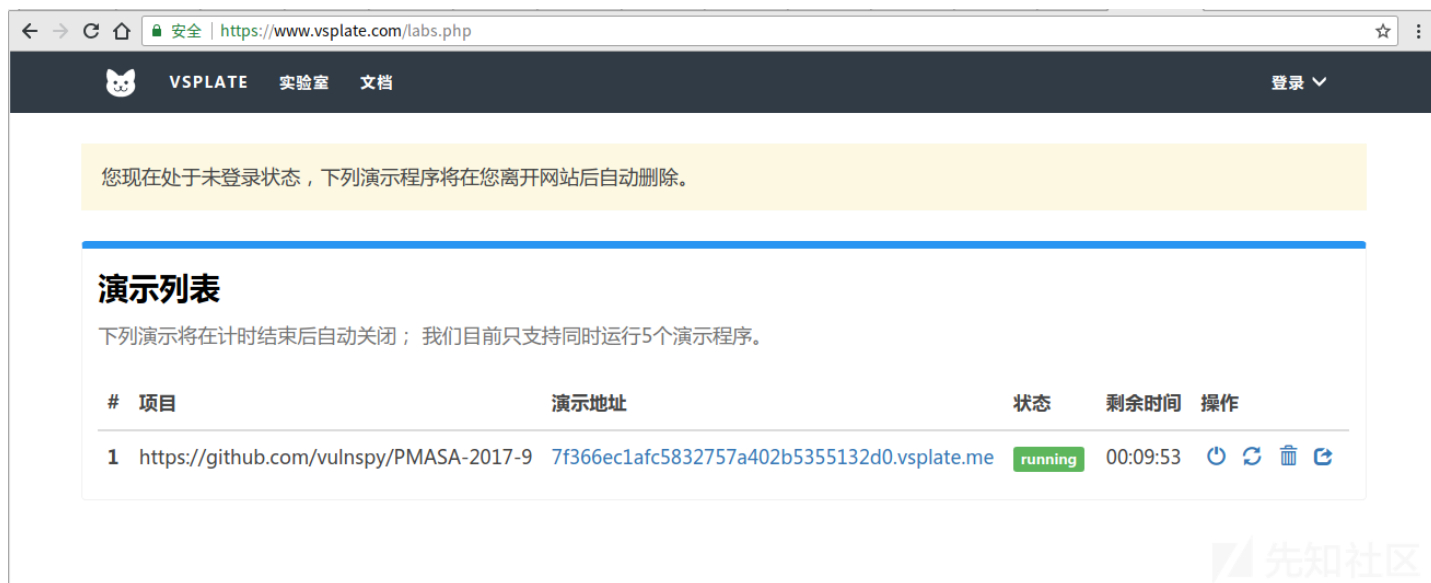 安全 | https://www.vsplate.com/labs.php
VSPLATE 实验室 文档 登录
您现在处于未登录状态，下列演示程序将在您离开网站后自动删除。
演示列表
下列演示将在计时结束后自动关闭； 我们目前只支持同时运行5个演示程序。
# 项目 演示地址 状态 剩余时间 操作
1 https://github.com/vulnspy/PMASA-2017-9 7f366ec1afc5832757a402b5355132d0.vsplate.me running 00:09:53
先知社区